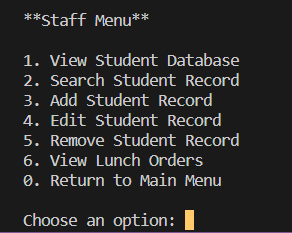 **Staff Menu**
1. View Student Database
2. Search Student Record
3. Add Student Record
4. Edit Student Record
5. Remove Student Record
6. View Lunch Orders
0. Return to Main Menu
Choose an option: